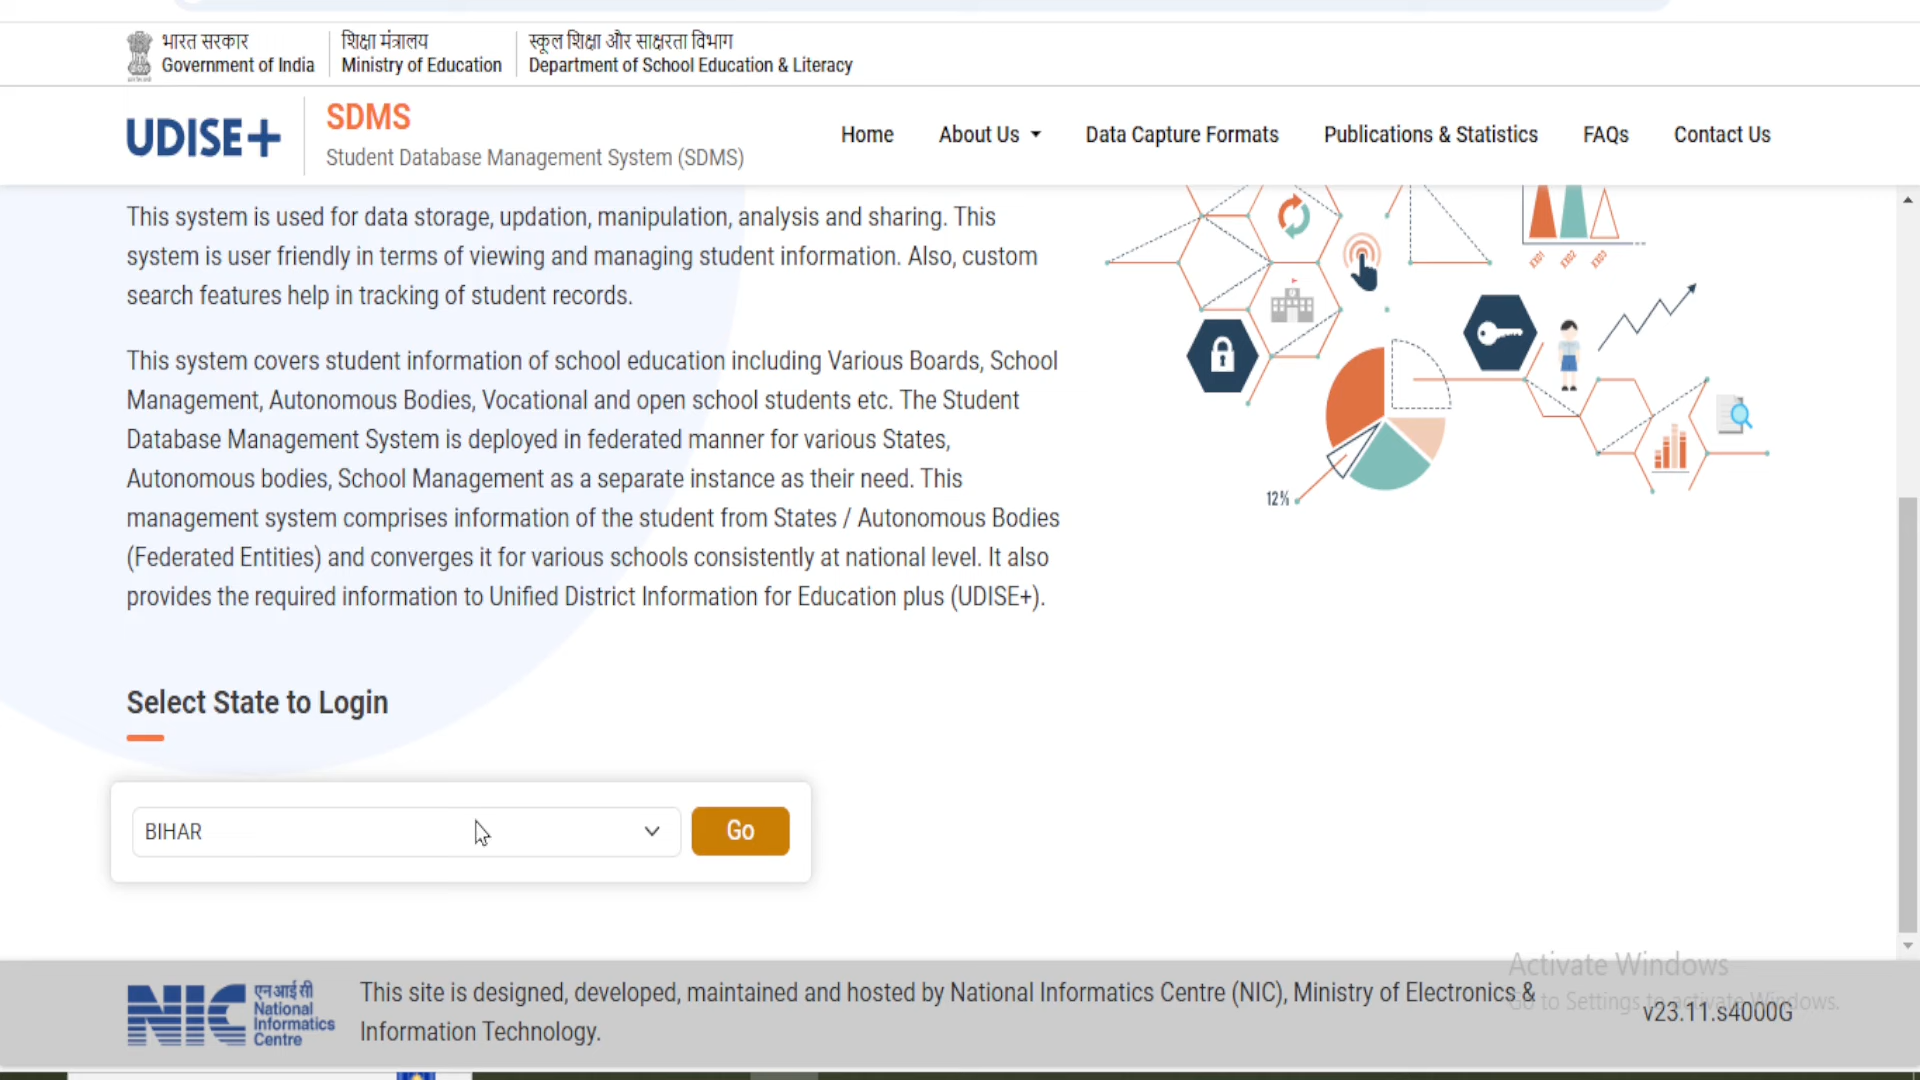 भारत सरकार
Government of India
शिक्षा मंत्रालय
Ministry of Education
स्कूल शिक्षा और साक्षरता विभाग
Department of School Education & Literacy
UDISE+
SDMS
Student Database Management System (SDMS)
Home
About Us
Data Capture Formats
Publications & Statistics
FAQs
Contact Us
This system is used for data storage, updation, manipulation, analysis and sharing. This
system is user friendly in terms of viewing and managing student information. Also, custom
search features help in tracking of student records.
This system covers student information of school education including Various Boards, School
Management, Autonomous Bodies, Vocational and open school students etc. The Student
Database Management System is deployed in federated manner for various States,
Autonomous bodies, School Management as a separate instance as their need. This
management system comprises information of the student from States / Autonomous Bodies
(Federated Entities) and converges it for various schools consistently at national level. It also
provides the required information to Unified District Information for Education plus (UDISE+).
12%
Select State to Login
BIHAR
Go
NIC
एन आई सी
National
Informatics
Centre
This site is designed, developed, maintained and hosted by National Informatics Centre (NIC), Ministry of Electronics &
Information Technology.
Activate Windows
Go to Settings to activate Windows.
v23.11.s4000G